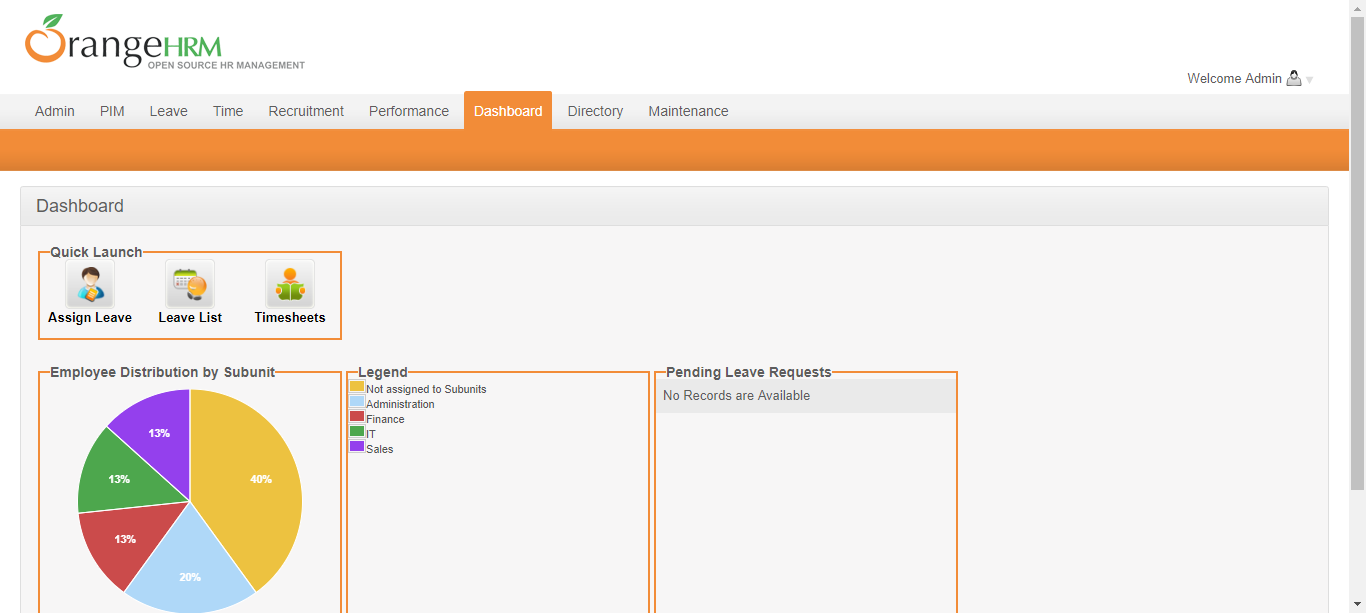 OrangeHRM
OPEN SOURCE HR MANAGEMENT
Welcome Admin
Admin PIM Leave Time Recruitment Performance Dashboard Directory Maintenance
Dashboard
Quick Launch
Assign Leave Leave List Timesheets
Employee Distribution by Subunit
13%
40%
13%
13%
20%
Legend
Not assigned to Subunits
Administration
Finance
IT
Sales
Pending Leave Requests
No Records are Available